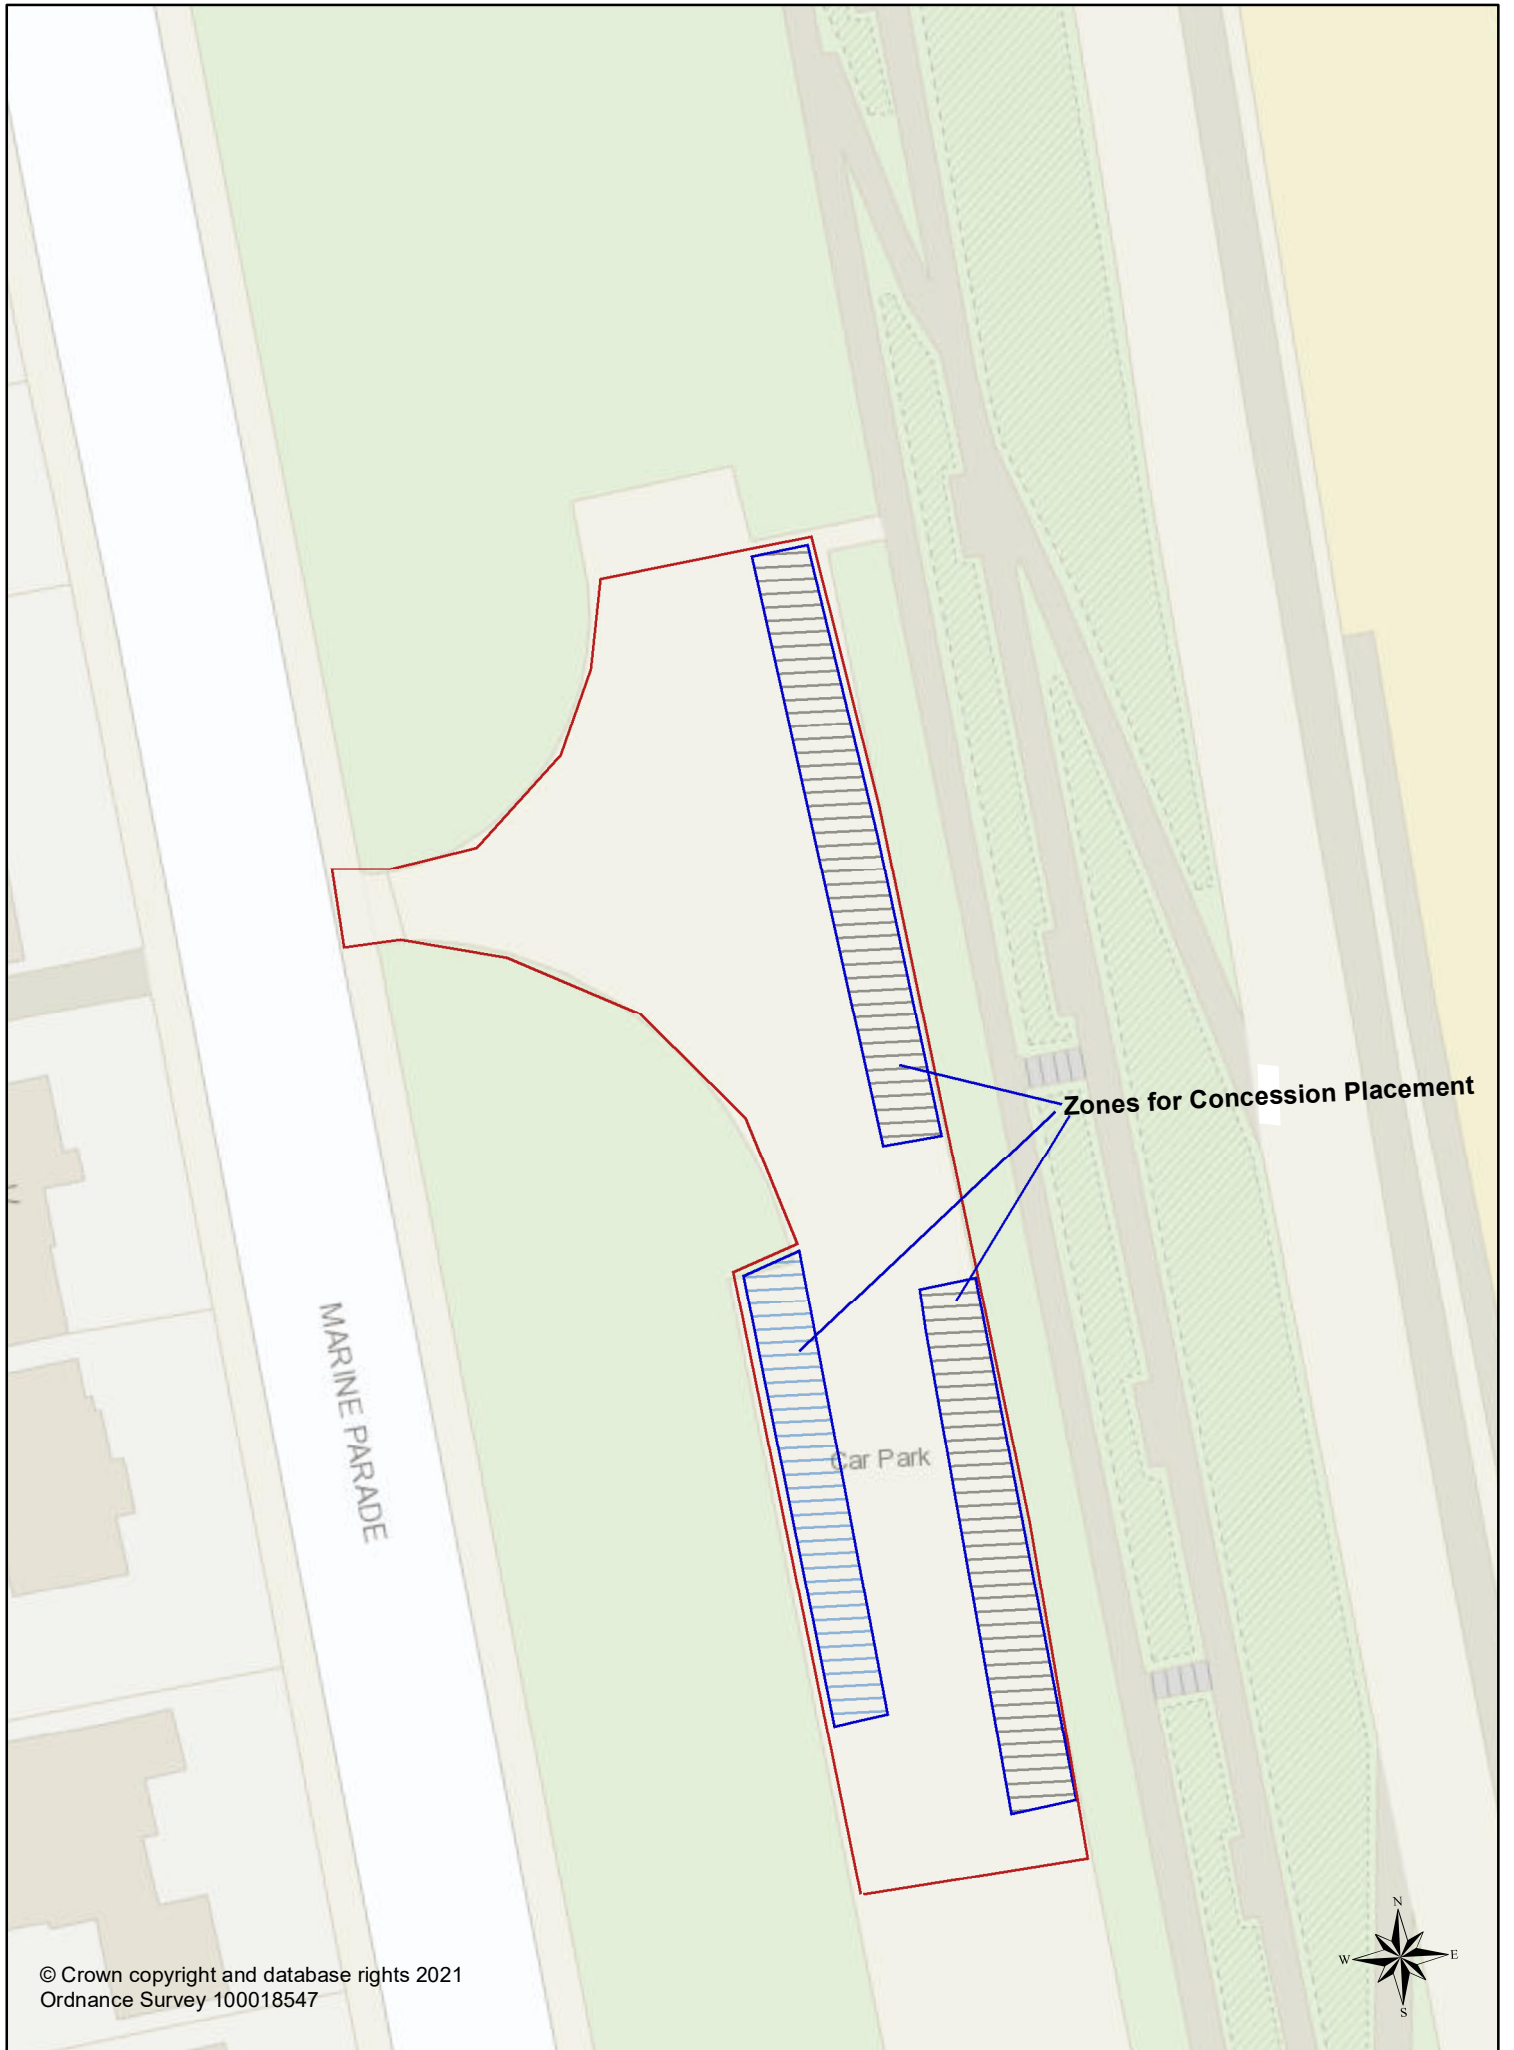 Zones for Concession Placement
MARINE PARADE
Car Park
N
W
E
S
© Crown copyright and database rights 2021
Ordnance Survey 100018547